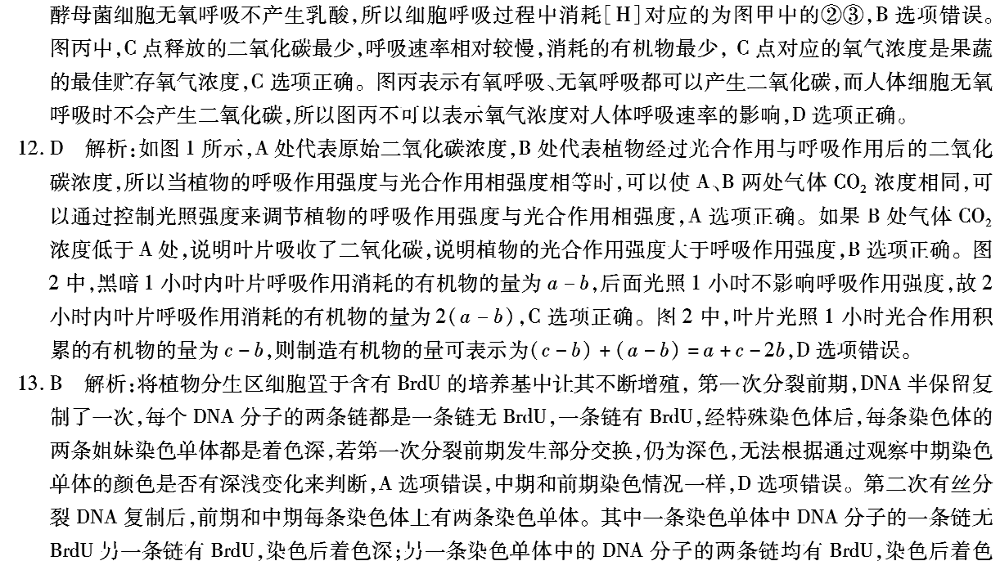 酵母菌细胞无氧呼吸不产生乳酸,所以细胞呼吸过程中消耗[H]对应的为图甲中的②③,B 选项错误。
图丙中,C 点释放的二氧化碳最少,呼吸速率相对较慢,消耗的有机物最少, C 点对应的氧气浓度是果蔬
的最佳贮存氧气浓度,C 选项正确。图丙表示有氧呼吸、无氧呼吸都可以产生二氧化碳,而人体细胞无氧
呼吸时不会产生二氧化碳,所以图丙不可以表示氧气浓度对人体呼吸速率的影响,D 选项正确。
12. D 解析:如图 1 所示,A 处代表原始二氧化碳浓度,B 处代表植物经过光合作用与呼吸作用后的二氧化
碳浓度,所以当植物的呼吸作用强度与光合作用相强度相等时,可以使 A、B 两处气体 CO₂ 浓度相同,可
以通过控制光照强度来调节植物的呼吸作用强度与光合作用相强度,A 选项正确。如果 B 处气体 CO₂
浓度低于 A 处,说明叶片吸收了二氧化碳,说明植物的光合作用强度大于呼吸作用强度,B 选项正确。图
2 中,黑暗 1 小时内叶片呼吸作用消耗的有机物的量为 a－b,后面光照 1 小时不影响呼吸作用强度,故 2
小时内叶片呼吸作用消耗的有机物的量为 2(a－b),C 选项正确。图 2 中,叶片光照 1 小时光合作用积
累的有机物的量为 c－b,则制造有机物的量可表示为(c－b)+(a－b)=a+c－2b,D 选项错误。
13. B 解析:将植物分生区细胞置于含有 BrdU 的培养基中让其不断增殖, 第一次分裂前期,DNA 半保留复
制了一次,每个 DNA 分子的两条链都是一条链无 BrdU,一条链有 BrdU,经特殊染色体后,每条染色体的
两条姐妹染色单体都是着色深,若第一次分裂前期发生部分交换,仍为深色,无法根据通过观察中期染色
单体的颜色是否有深浅变化来判断,A 选项错误,中期和前期染色情况一样,D 选项错误。第二次有丝分
裂 DNA 复制后,前期和中期每条染色体上有两条染色单体。其中一条染色单体中 DNA 分子的一条链无
BrdU 另一条链有 BrdU,染色后着色深;另一条染色单体中的 DNA 分子的两条链均有 BrdU,染色后着色